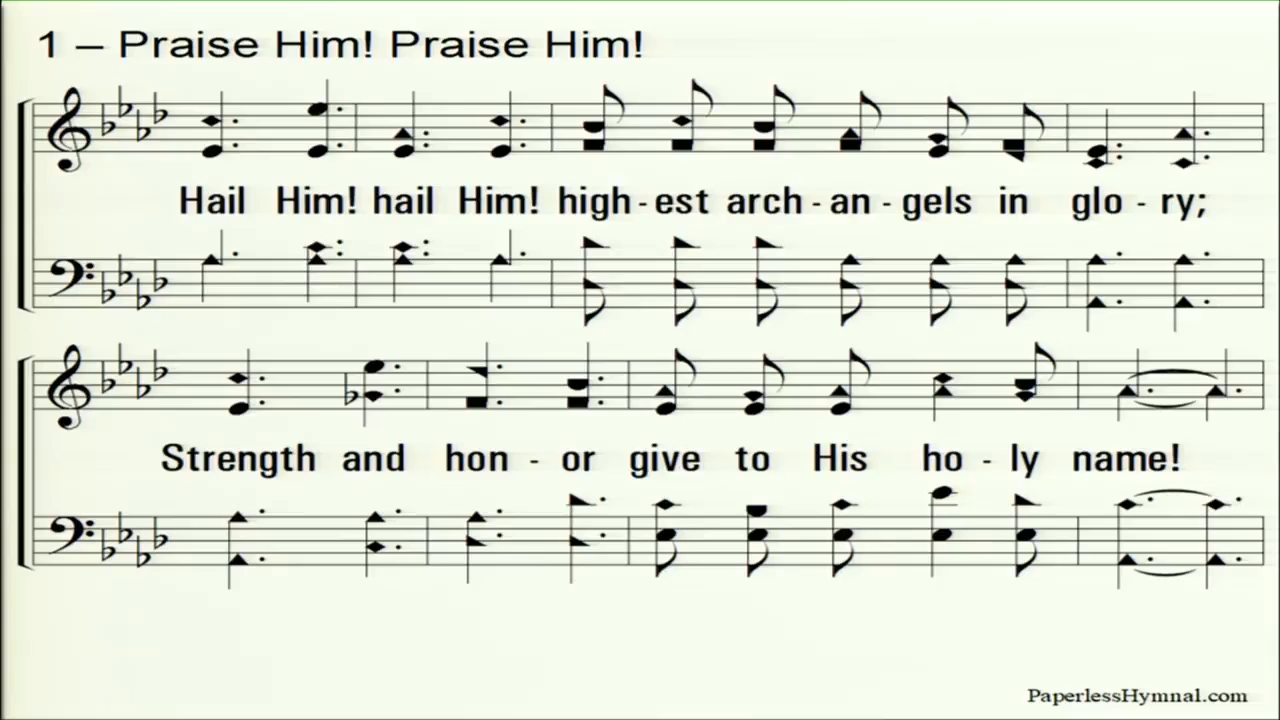 1 – Praise Him! Praise Him!
Hail Him! hail Him! high - est arch - an - gels in glo - ry;
Strength and hon - or give to His ho - ly name!
PaperlessHymnal.com